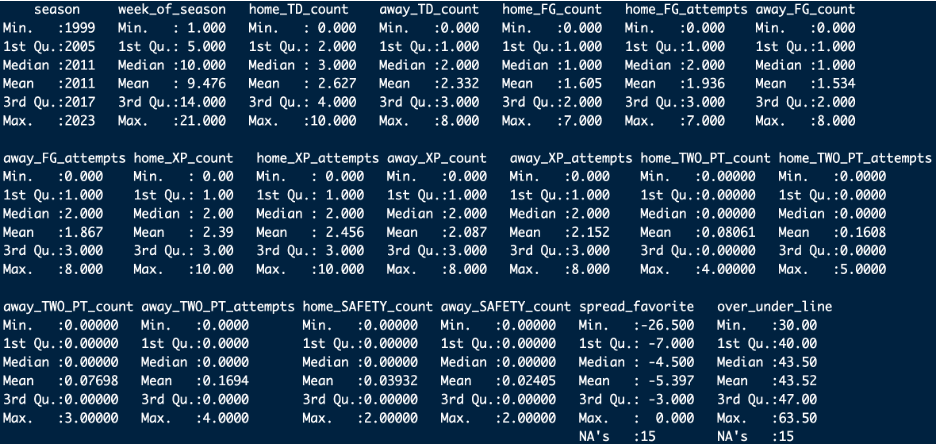 season week_of_season home_TD_count away_TD_count home_FG_count home_FG_attempts away_FG_count
Min. :1999 Min. : 1.000 Min. : 0.000 Min. :0.000 Min. :0.000 Min. :0.000 Min. :0.000
1st Qu.:2005 1st Qu.: 5.000 1st Qu.: 2.000 1st Qu.:1.000 1st Qu.:1.000 1st Qu.:1.000 1st Qu.:1.000
Median :2011 Median :10.000 Median : 3.000 Median :2.000 Median :1.000 Median :2.000 Median :1.000
Mean :2011 Mean : 9.476 Mean : 2.627 Mean :2.332 Mean :1.605 Mean :1.936 Mean :1.534
3rd Qu.:2017 3rd Qu.:14.000 3rd Qu.: 4.000 3rd Qu.:3.000 3rd Qu.:2.000 3rd Qu.:3.000 3rd Qu.:2.000
Max. :2023 Max. :21.000 Max. :10.000 Max. :8.000 Max. :7.000 Max. :7.000 Max. :8.000
away_FG_attempts home_XP_count home_XP_attempts away_XP_count away_XP_attempts home_TWO_PT_count home_TWO_PT_attempts
Min. :0.000 Min. : 0.00 Min. : 0.000 Min. :0.000 Min. :0.000 Min. :0.00000 Min. :0.0000
1st Qu.:1.000 1st Qu.: 1.00 1st Qu.: 1.000 1st Qu.:1.000 1st Qu.:1.000 1st Qu.:0.00000 1st Qu.:0.0000
Median :2.000 Median : 2.00 Median : 2.000 Median :2.000 Median :2.000 Median :0.00000 Median :0.0000
Mean :1.867 Mean : 2.39 Mean : 2.456 Mean :2.087 Mean :2.152 Mean :0.08061 Mean :0.1608
3rd Qu.:3.000 3rd Qu.: 3.00 3rd Qu.: 3.000 3rd Qu.:3.000 3rd Qu.:3.000 3rd Qu.:0.00000 3rd Qu.:0.0000
Max. :8.000 Max. :10.00 Max. :10.000 Max. :8.000 Max. :8.000 Max. :4.00000 Max. :5.0000
away_TWO_PT_count away_TWO_PT_attempts home_SAFETY_count away_SAFETY_count spread_favorite over_under_line
Min. :0.00000 Min. :0.0000 Min. :0.00000 Min. :0.00000 Min. :-26.500 Min. :30.00
1st Qu.:0.00000 1st Qu.:0.0000 1st Qu.:0.00000 1st Qu.:0.00000 1st Qu.: -7.000 1st Qu.:40.00
Median :0.00000 Median :0.0000 Median :0.00000 Median :0.00000 Median : -4.500 Median :43.50
Mean :0.07698 Mean :0.1694 Mean :0.03932 Mean :0.02405 Mean : -5.397 Mean :43.52
3rd Qu.:0.00000 3rd Qu.:0.0000 3rd Qu.:0.00000 3rd Qu.:0.00000 3rd Qu.: -3.000 3rd Qu.:47.00
Max. :3.00000 Max. :4.0000 Max. :2.00000 Max. :2.00000 Max. : 0.000 Max. :63.50
NA's :15 NA's :15